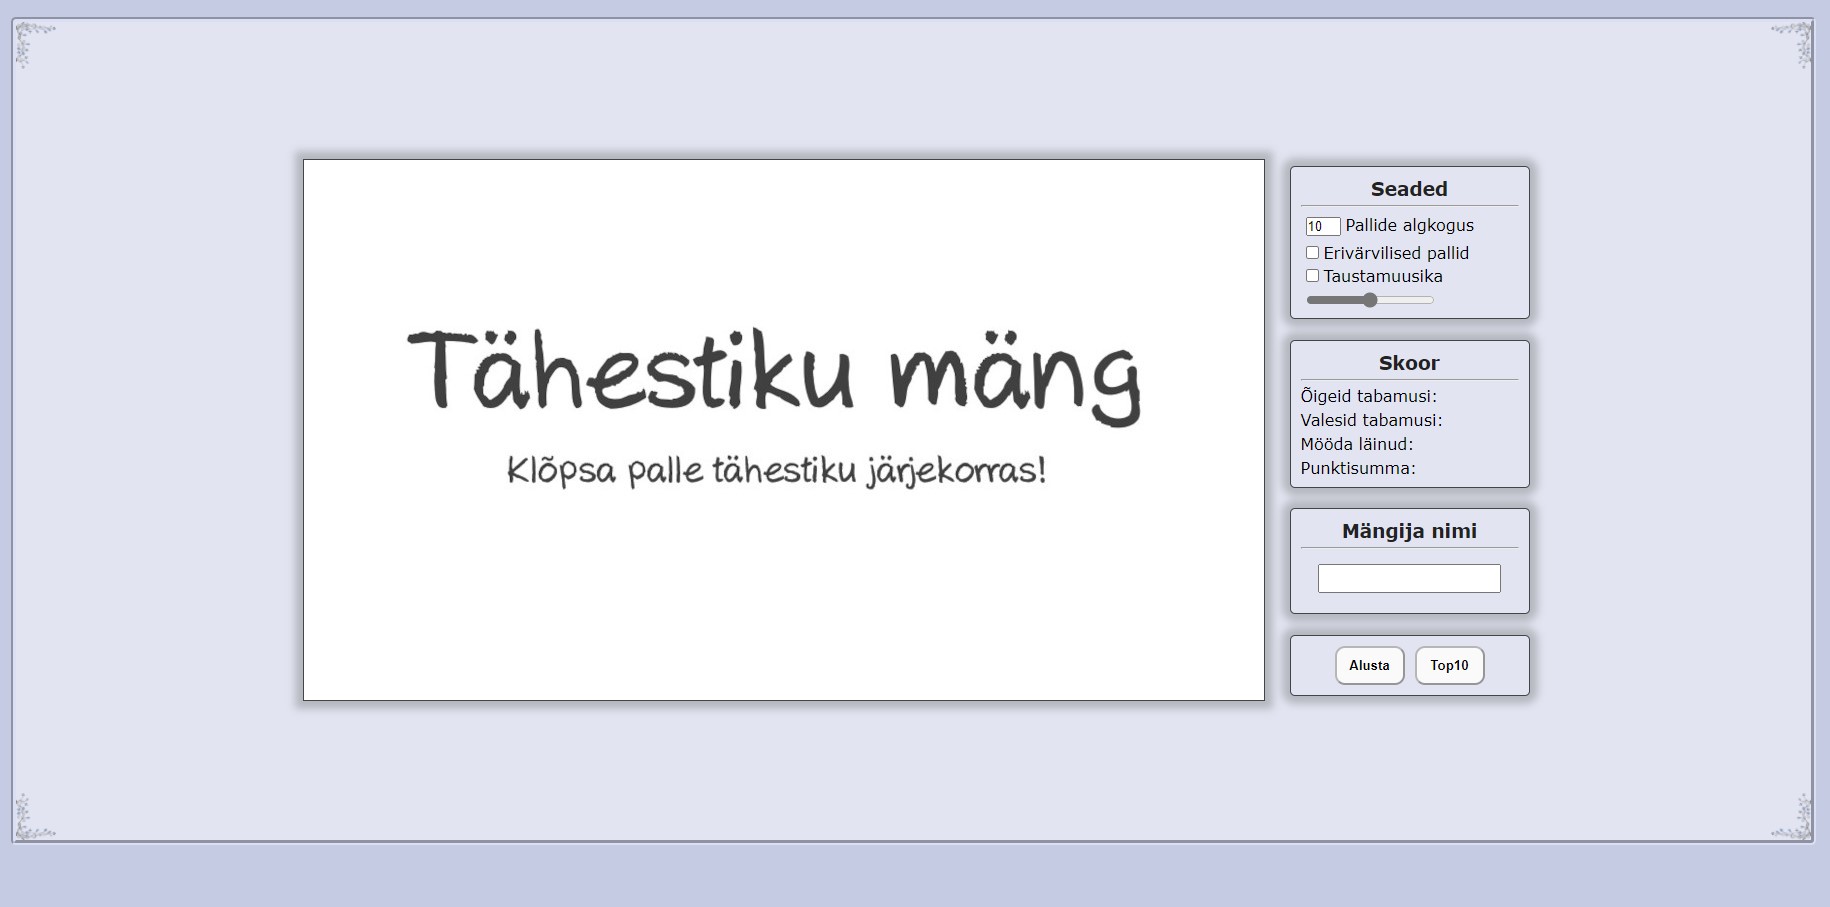 Tähestiku mäng
Klõpsa palle tähestiku järjekorras!
Seaded
10 Pallide algkogus
Erivärvilised pallid
Taustamuusika
Skoor
Õigeid tabamusi:
Valesid tabamusi:
Mööda läinud:
Punktisumma:
Mängija nimi
Alusta Top10